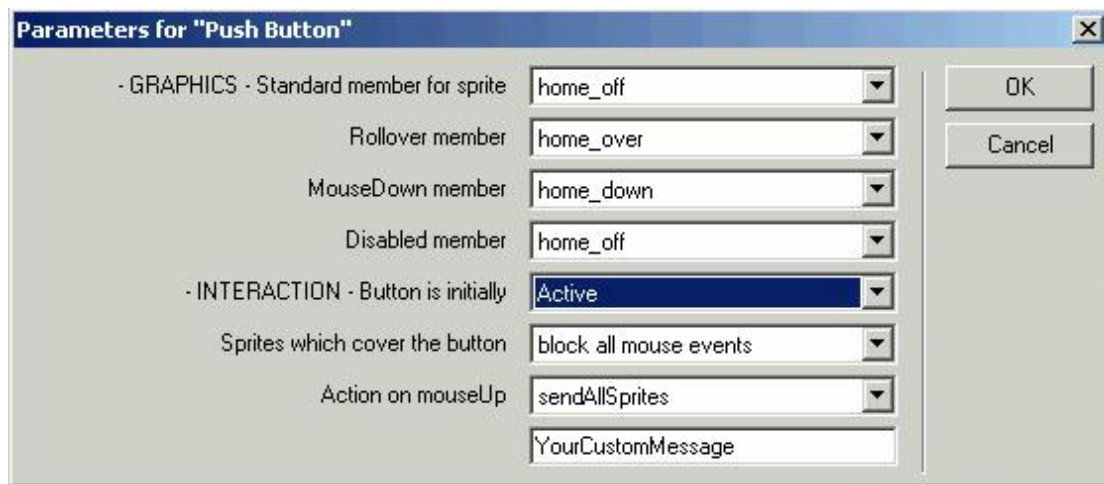 Parameters for "Push Button"
- GRAPHICS - Standard member for sprite home_off OK
Rollover member home_over Cancel
MouseDown member home_down
Disabled member home_off
- INTERACTION - Button is initially Active
Sprites which cover the button block all mouse events
Action on mouseUp sendAllSprites
YourCustomMessage